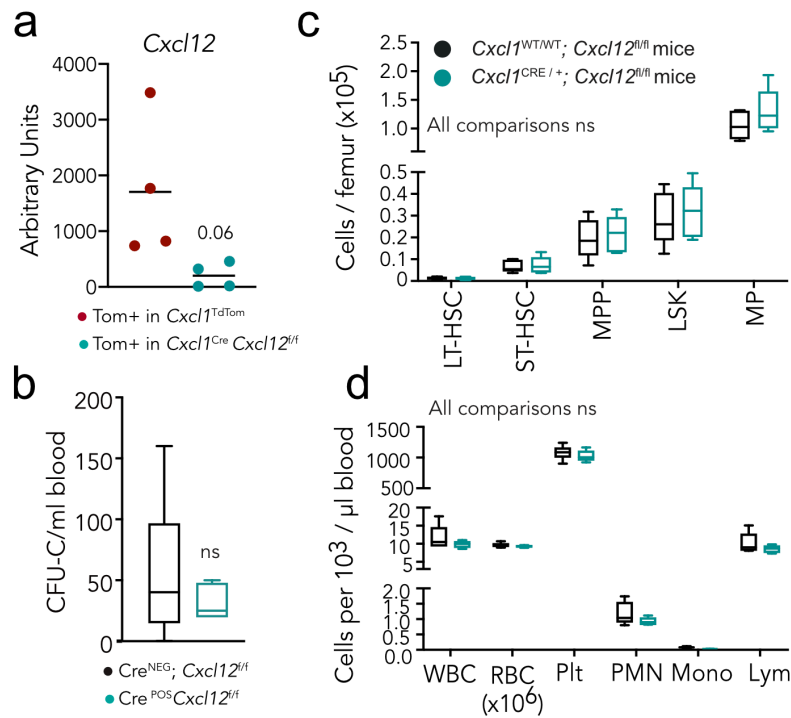 a
Cxcl12
Arbitrary Units
4000
3000
2000
1000
0
0.06
Tom+ in Cxcl1TdTom
Tom+ in Cxcl1Cre Cxcl12f/f
b
CFU-C/ml blood
200
150
100
50
0
ns
CreNEG; Cxcl12f/f
Cre POSCxcl12f/f
c
Cells / femur (x10⁵)
2.5
2.0
1.5
1.0
0.5
0.4
0.3
0.2
0.1
0
Cxcl1WT/WT; Cxcl12fl/fl mice
Cxcl1CRE / +; Cxcl12fl/fl mice
All comparisons ns
LT-HSC
ST-HSC
MPP
LSK
MP
d
All comparisons ns
Cells per 10³ / µl blood
1500
1000
500
20
15
10
5
0
2.0
1.5
1.0
0.5
0.0
WBC
RBC
(x10⁶)
Plt
PMN
Mono
Lym